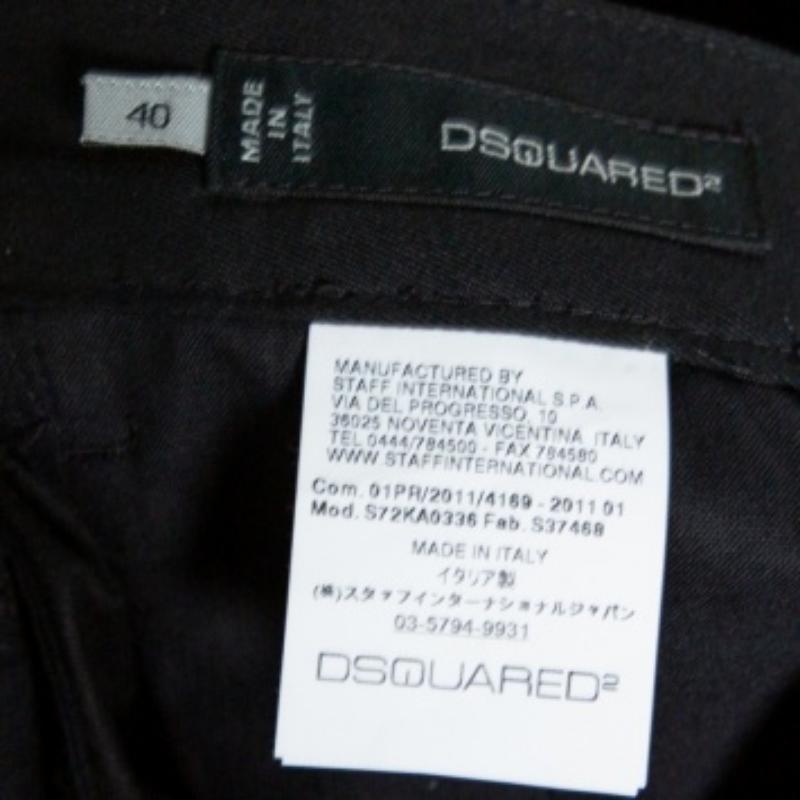 40
MADE
IN
ITALY
DSQUARED²
MANUFACTURED BY
STAFF INTERNATIONAL S.P.A.
VIA DEL PROGRESSO, 10
36025 NOVENTA VICENTINA, ITALY
TEL 0444/784500 - FAX 784580
WWW.STAFFINTERNATIONAL.COM
Com. 01PR/2011/4169 - 2011 01
Mod. S72KA0336 Fab. S37468
MADE IN ITALY
イタリア製
(株)スタッフインターナショナルジャパン
03-5794-9931
DSQUARED²